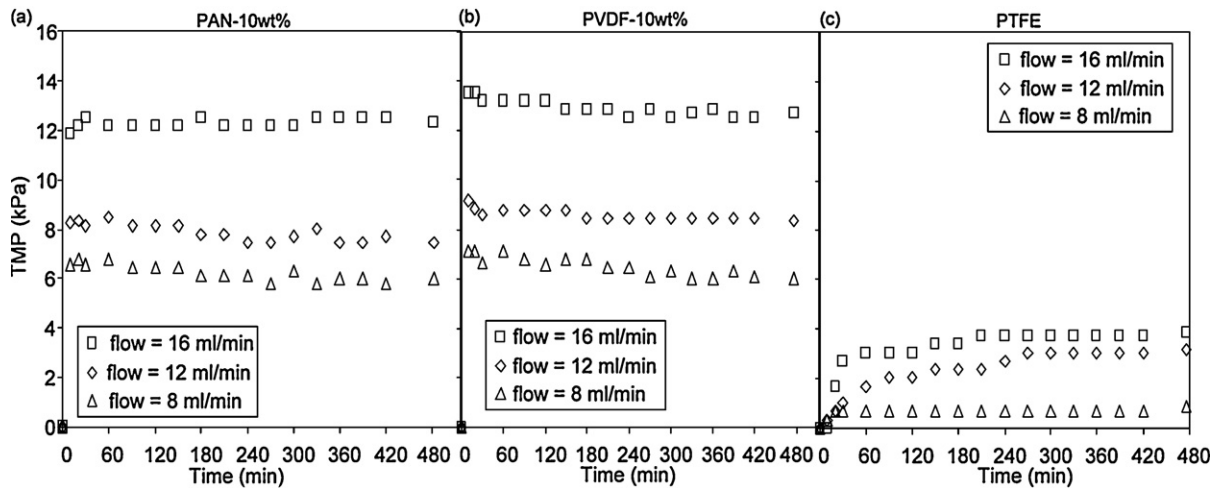 (a) PAN-10wt%
(b) PVDF-10wt%
(c) PTFE
TMP (kPa)
16
14
12
10
8
6
4
2
0
flow = 16 ml/min
flow = 12 ml/min
flow = 8 ml/min
0 60 120 180 240 300 360 420 480
Time (min)
flow = 16 ml/min
flow = 12 ml/min
flow = 8 ml/min
0 60 120 180 240 300 360 420 480
Time (min)
flow = 16 ml/min
flow = 12 ml/min
flow = 8 ml/min
0 60 120 180 240 300 360 420 480
Time (min)